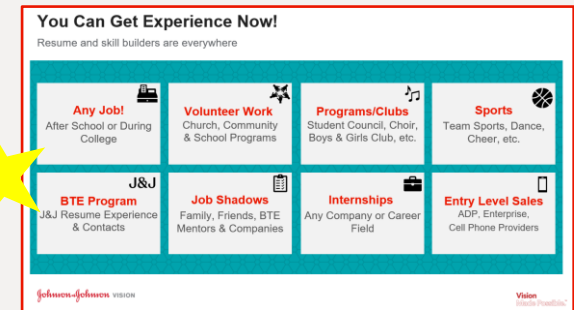 You Can Get Experience Now!
Resume and skill builders are everywhere
Any Job!
After School or During
College
Volunteer Work
Church, Community
& School Programs
Programs/Clubs
Student Council, Choir,
Boys & Girls Club, etc.
Sports
Team Sports, Dance,
Cheer, etc.
J&J
BTE Program
J&J Resume Experience
& Contacts
Job Shadows
Family, Friends, BTE
Mentors & Companies
Internships
Any Company or Career
Field
Entry Level Sales
ADP, Enterprise,
Cell Phone Providers
Johnson & Johnson VISION
Vision
Made Possible.™